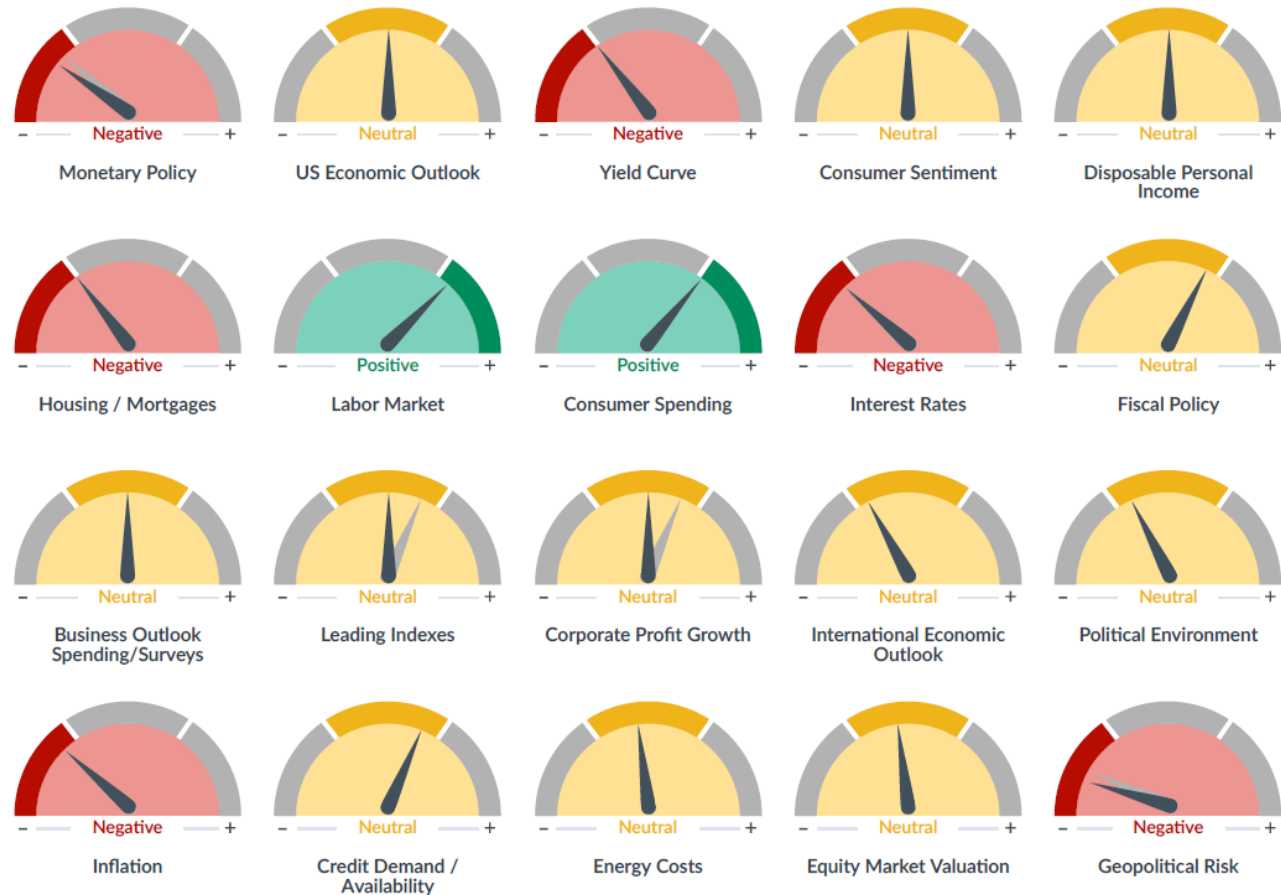 - Negative +
Monetary Policy
- Neutral +
US Economic Outlook
- Negative +
Yield Curve
- Neutral +
Consumer Sentiment
- Neutral +
Disposable Personal
Income
- Negative +
Housing / Mortgages
- Positive +
Labor Market
- Positive +
Consumer Spending
- Negative +
Interest Rates
- Neutral +
Fiscal Policy
- Neutral +
Business Outlook
Spending/Surveys
- Neutral +
Leading Indexes
- Neutral +
Corporate Profit Growth
- Neutral +
International Economic
Outlook
- Neutral +
Political Environment
- Negative +
Inflation
- Neutral +
Credit Demand /
Availability
- Neutral +
Energy Costs
- Neutral +
Equity Market Valuation
- Negative +
Geopolitical Risk